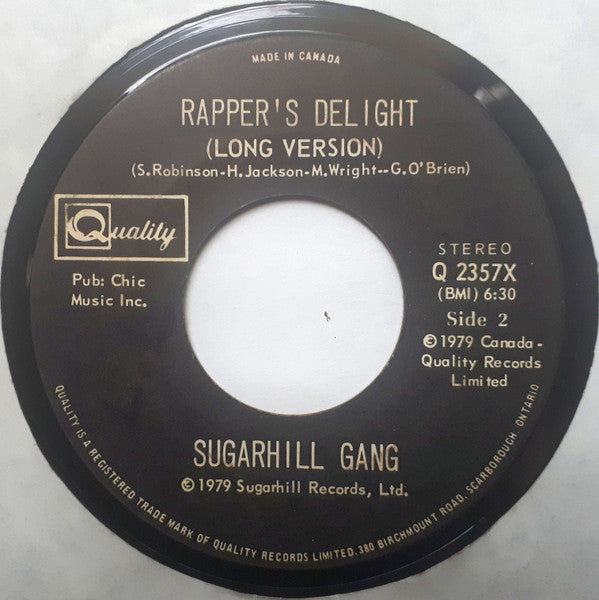 MADE IN CANADA
RAPPER'S DELIGHT
(LONG VERSION)
(S.Robinson-H.Jackson-M.Wright--G.O'Brien)
Quality
Pub: Chic
Music Inc.
STEREO
Q 2357X
(BMI) 6:30
Side 2
©1979 Canada-
Quality Records
Limited
SUGARHILL GANG
©1979 Sugarhill Records, Ltd.
QUALITY IS A REGISTERED TRADE MARK OF QUALITY RECORDS LIMITED. 380 BIRCHMOUNT ROAD, SCARBOROUGH, ONTARIO